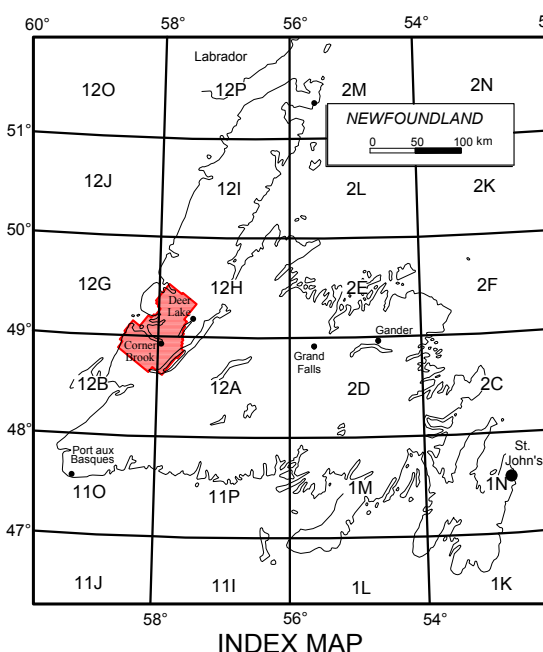 60° 58° 56° 54° 5
Labrador
12O 12P 2M 2N
NEWFOUNDLAND
0 50 100 km
51°
12J 12I 2L 2K
50°
12G 12H 2E 2F
Deer
Lake
49°
Gander
Corner
Brook
Grand
Falls
12B 12A 2D 2C
48°
Port aux
Basques
St.
John's
11O 11P 1M 1N
47°
11J 11I 1L 1K
58° 56° 54°
INDEX MAP